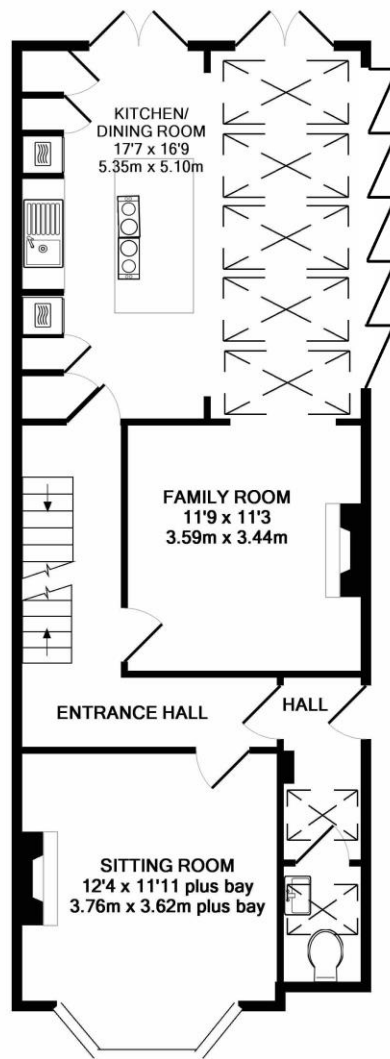 KITCHEN/
DINING ROOM
17'7 x 16'9
5.35m x 5.10m
FAMILY ROOM
11'9 x 11'3
3.59m x 3.44m
ENTRANCE HALL
HALL
SITTING ROOM
12'4 x 11'11 plus bay
3.76m x 3.62m plus bay